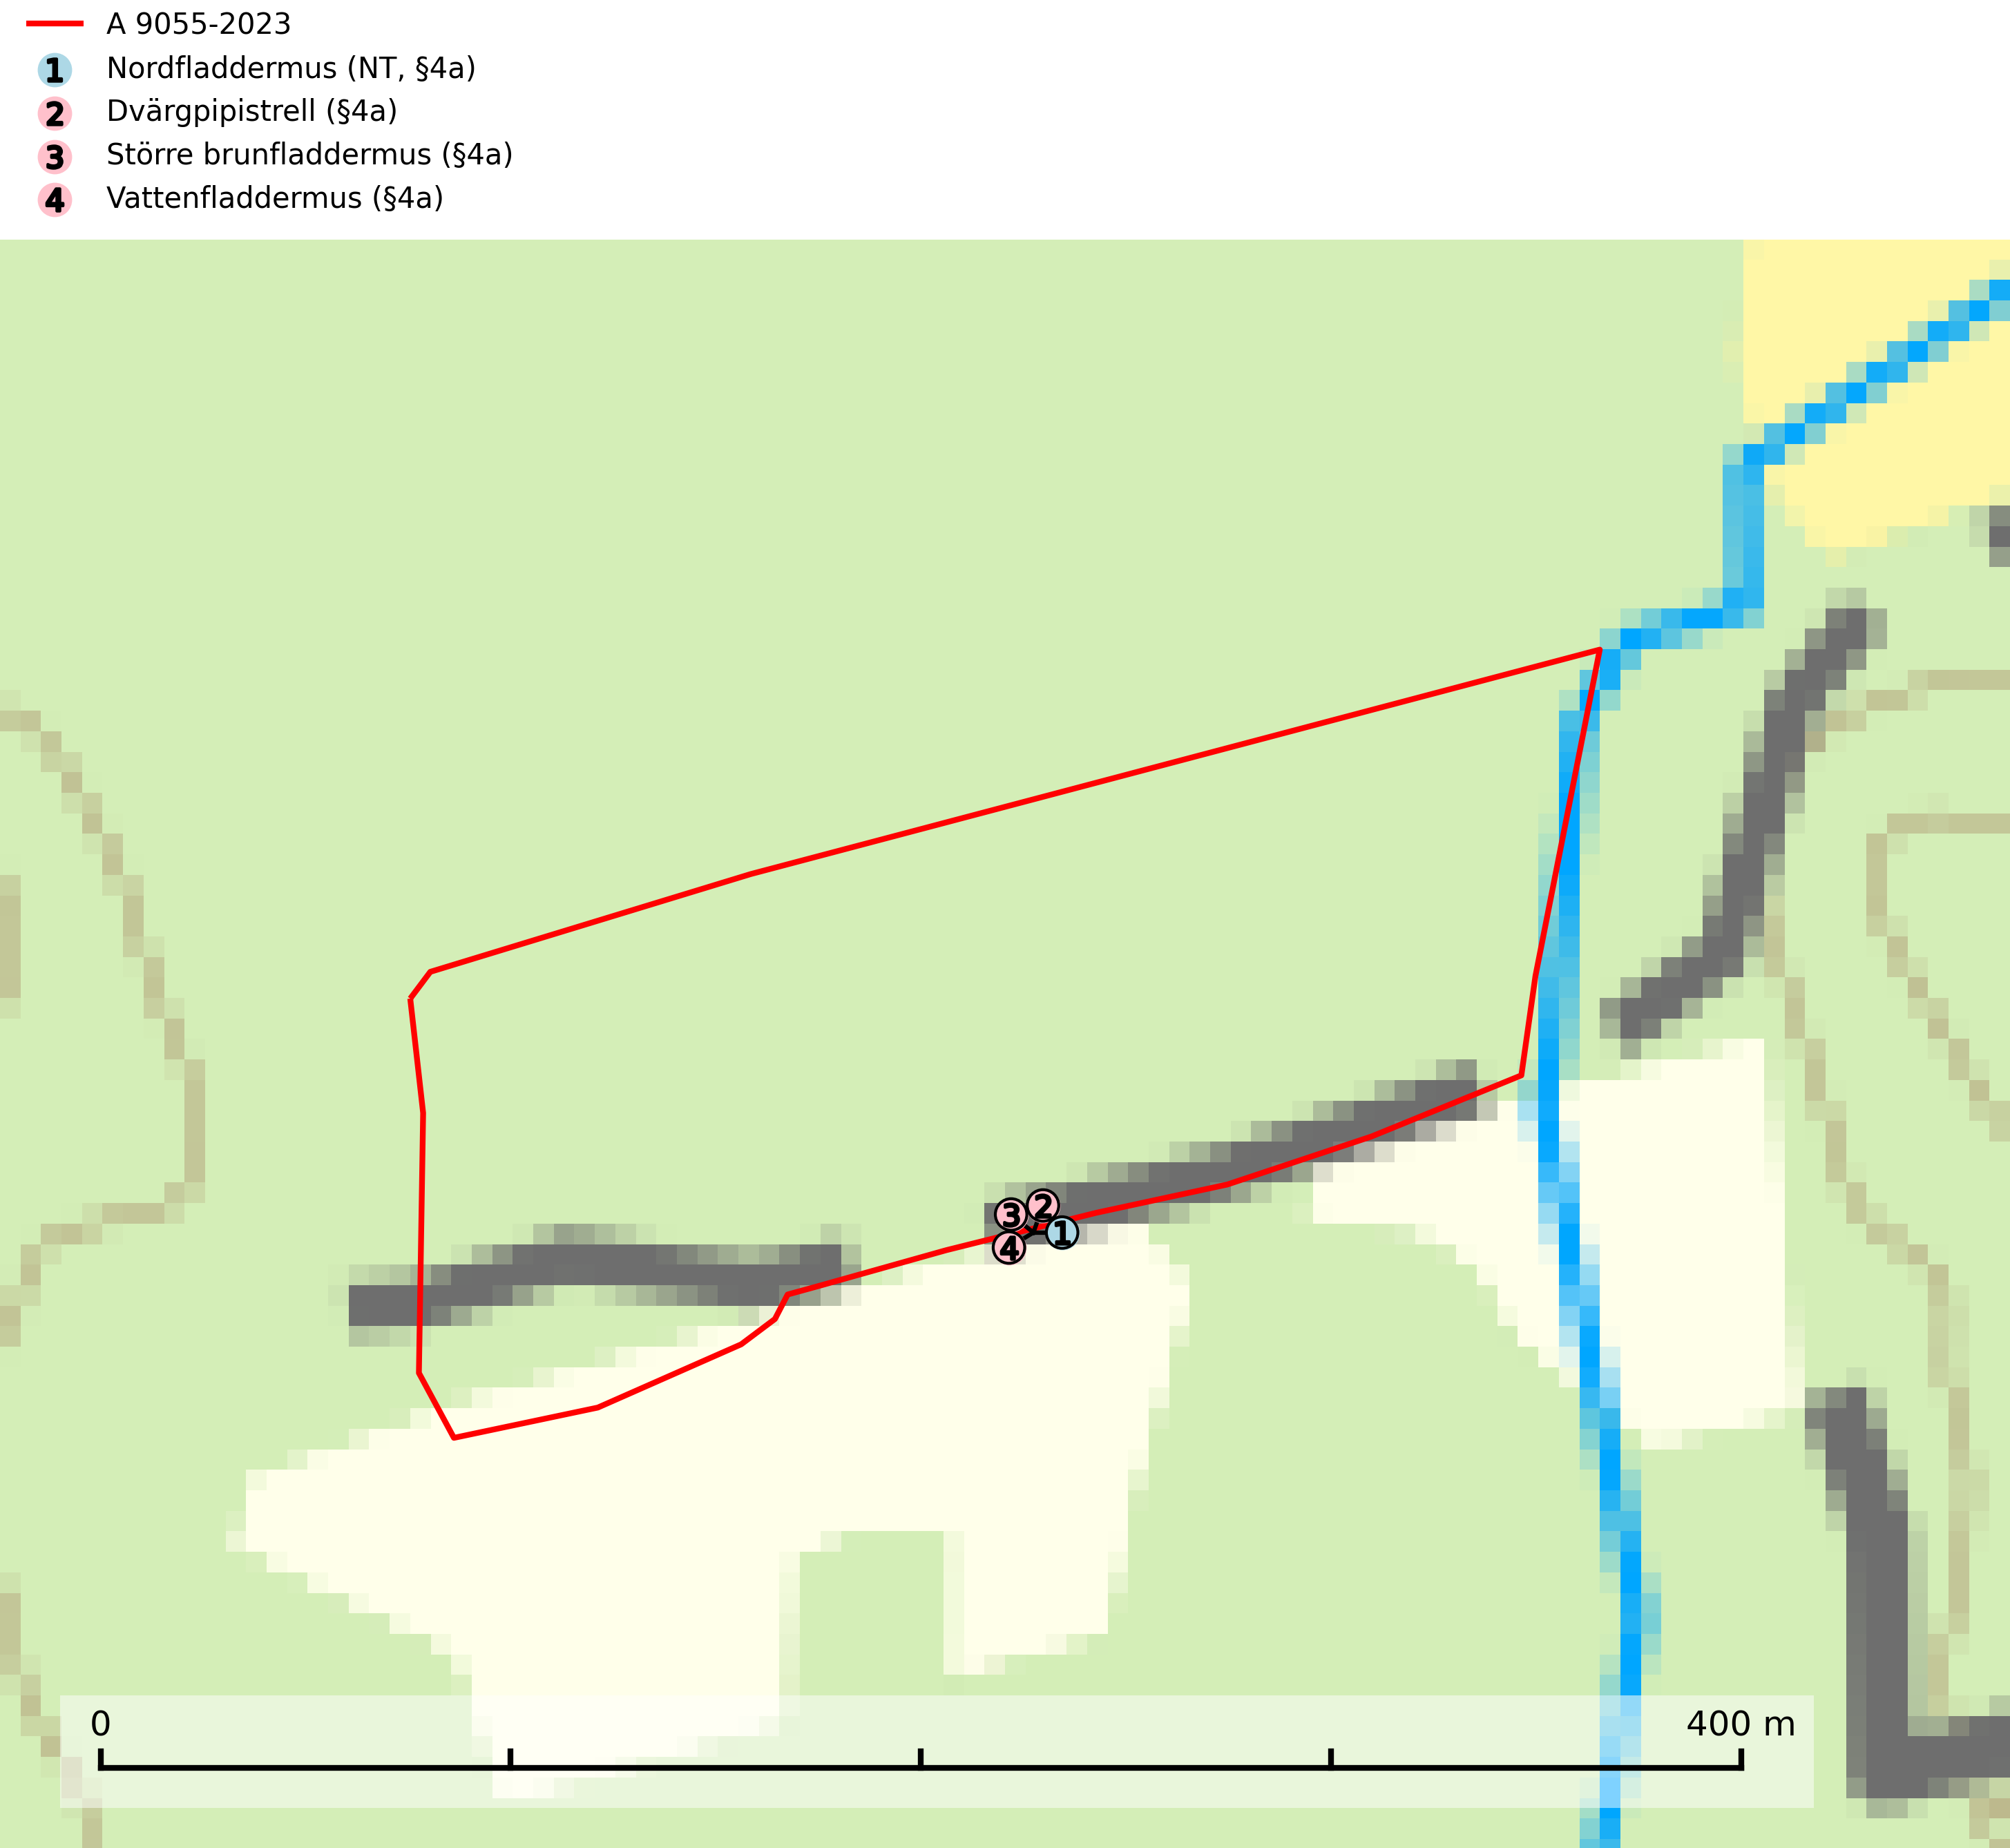 A 9055-2023
1 Nordfladdermus (NT, §4a)
2 Dvärgpipistrell (§4a)
3 Större brunfladdermus (§4a)
4 Vattenfladdermus (§4a)
3 2
4 1
0 400 m